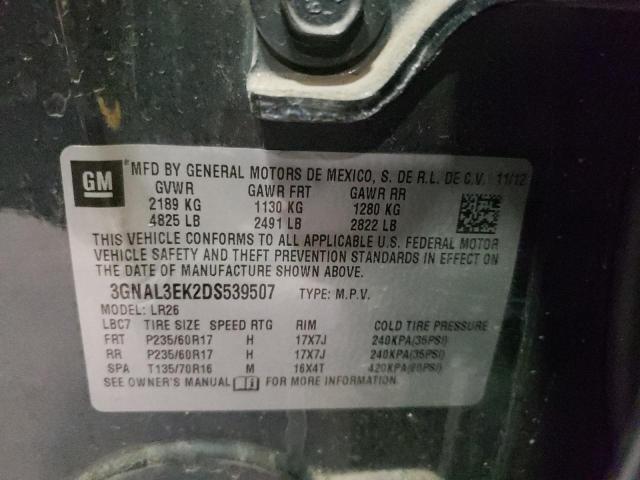 GM *MFD BY GENERAL MOTORS DE MEXICO, S. DE R.L. DE C.V. 11/12
GVWR GAWR FRT GAWR RR
2189 KG 1130 KG 1280 KG
4825 LB 2491 LB 2822 LB
THIS VEHICLE CONFORMS TO ALL APPLICABLE U.S. FEDERAL MOTOR
VEHICLE SAFETY AND THEFT PREVENTION STANDARDS IN EFFECT ON
THE DATE OF MANUFACTURE SHOWN ABOVE.
3GNAL3EK2DS539507 TYPE: M.P.V.
MODEL: LR26
LBC7 TIRE SIZE SPEED RTG RIM COLD TIRE PRESSURE
FRT P235/60R17 H 17X7J 240KPA(35PSI)
RR P235/60R17 H 17X7J 240KPA(35PSI)
SPA T135/70R16 M 16X4T 420KPA(60PSI)
SEE OWNER'S MANUAL FOR MORE INFORMATION.